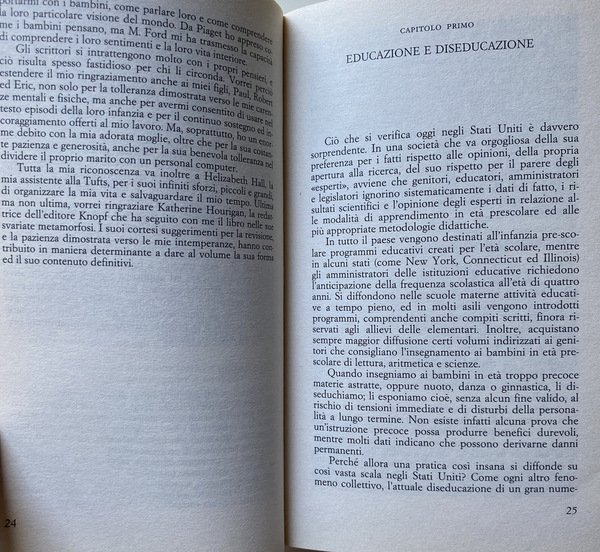 portarmi con i bambini, come parlare loro e come comprendere
la loro particolare visione del mondo. Da Piaget ho appreso co-
me i bambini pensano, ma M. Ford mi ha trasmesso la capacità
di comprendere i loro sentimenti e la loro vita interiore.
Gli scrittori si intrattengono molto con i propri pensieri, e
ciò risulta spesso fastidioso per chi li circonda. Vorrei perciò
estendere il mio ringraziamento anche ai miei figli, Paul, Robert
ed Eric, non solo per la tolleranza dimostrata verso le mie caren-
ze mentali e fisiche, ma anche per avermi consentito di usare nel
testo episodi della loro infanzia e per il continuo sostegno ed in-
coraggiamento offerti al mio lavoro. Ma, soprattutto, ho un enor-
me debito con la mia adorata moglie, oltre che per la sua costan-
te pazienza e generosità, anche per la sua benevola tolleranza nel
dividere il proprio marito con un personal computer.
Tutta la mia riconoscenza va inoltre a Helizabeth Hall, la
mia assistente alla Tufts, per i suoi infiniti sforzi, piccoli e grandi,
di organizzare la mia vita e salvaguardare il mio tempo. Ultima
ma non ultima, vorrei ringraziare Katherine Hourigan, la redat-
trice dell'editore Knopf che ha seguito con me il libro nelle sue
svariate metamorfosi. I suoi cortesi suggerimenti per la revisione,
e la pazienza dimostrata verso le mie intemperanze, hanno con-
tribuito in maniera determinante a dare al volume la sua forma
ed il suo contenuto definitivi.
24
CAPITOLO PRIMO
EDUCAZIONE E DISEDUCAZIONE
Ciò che si verifica oggi negli Stati Uniti è davvero
sorprendente. In una società che va orgogliosa della sua
preferenza per i fatti rispetto alle opinioni, della propria
apertura alla ricerca, del suo rispetto per il parere degli
«esperti», avviene che genitori, educatori, amministratori
e legislatori ignorino sistematicamente i dati di fatto, i ri-
sultati scientifici e l'opinione degli esperti in relazione al-
le modalità di apprendimento in età prescolare ed alle
più appropriate metodologie didattiche.
In tutto il paese vengono destinati all'infanzia pre-sco-
lare programmi educativi creati per l'età scolare, mentre
in alcuni stati (come New York, Connecticut ed Illinois)
gli amministratori delle istituzioni educative richiedono
l'anticipazione della frequenza scolastica all'età di quattro
anni. Si diffondono nelle scuole materne attività educati-
ve a tempo pieno, ed in molti asili vengono introdotti
programmi, comprendenti anche compiti scritti, finora ri-
servati agli allievi delle elementari. Inoltre, acquistano
sempre maggior diffusione certi volumi indirizzati ai geni-
tori che consigliano l'insegnamento ai bambini in età pre-
scolare di lettura, aritmetica e scienze.
Quando insegniamo ai bambini in età troppo precoce
materie astratte, oppure nuoto, danza o ginnastica, li di-
seduchiamo; li esponiamo cioè, senza alcun fine valido, al
rischio di tensioni immediate e di disturbi della persona-
lità a lungo termine. Non esiste infatti alcuna prova che
un'istruzione precoce possa produrre benefici durevoli,
mentre molti dati indicano che possono derivarne danni
permanenti.
Perché allora una pratica così insana si diffonde su
così vasta scala negli Stati Uniti? Come ogni altro feno-
meno collettivo, l'attuale diseducazione di un gran nume-
25